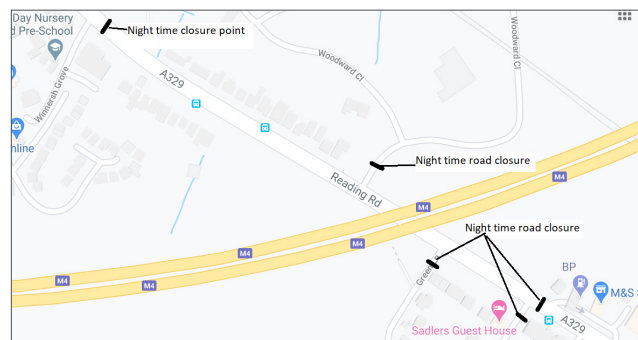 Day Nursery
d Pre-School
Night time closure point
Woodward Cl
Woodward Cl
A329
Winnersh Grove
nline
Night time road closure
Reading Rd
M4
M4
M4
M4
M4
M4
Night time road closure
Green
BP
M&S S
Sadlers Guest House
A329